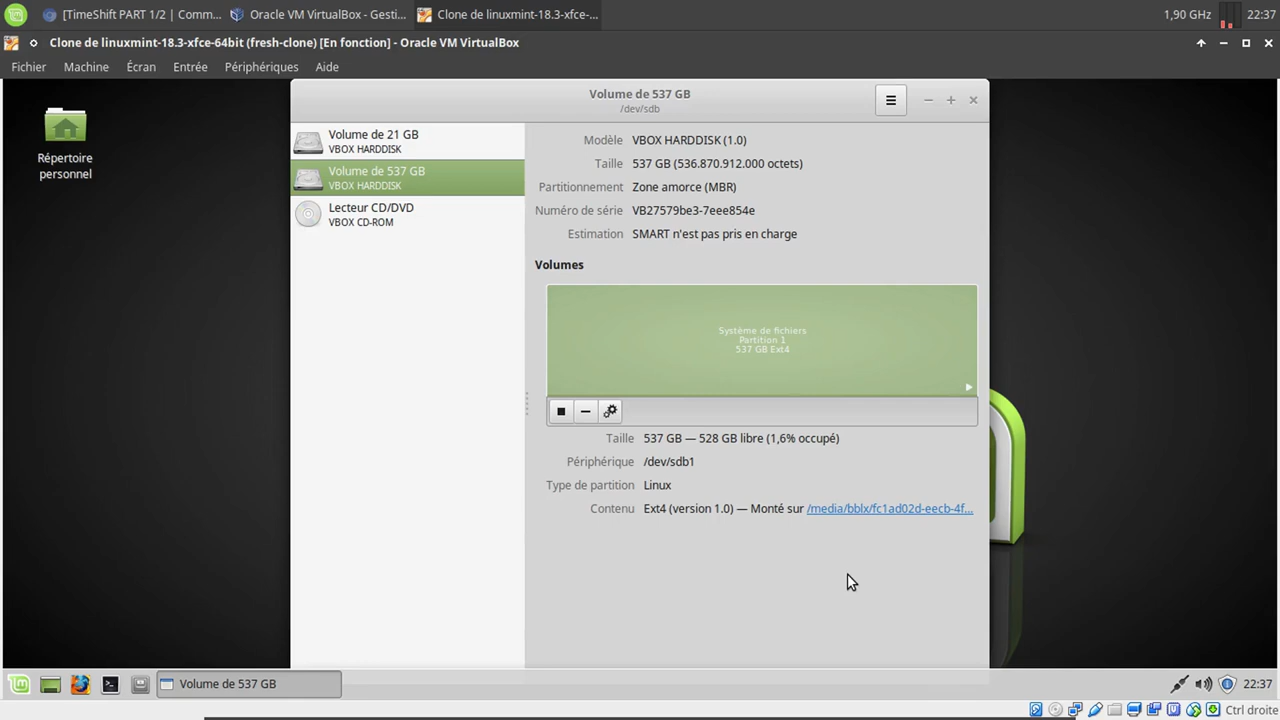 [TimeShift PART 1/2 | Comm...
Oracle VM VirtualBox - Gesti...
Clone de linuxmint-18.3-xfce-...
1,90 GHz
22:37
Clone de linuxmint-18.3-xfce-64bit (fresh-clone) [En fonction] - Oracle VM VirtualBox
Fichier Machine Écran Entrée Périphériques Aide
Répertoire
personnel
Volume de 537 GB
/dev/sdb
Volume de 21 GB
VBOX HARDDISK
Volume de 537 GB
VBOX HARDDISK
Lecteur CD/DVD
VBOX CD-ROM
Modèle VBOX HARDDISK (1.0)
Taille 537 GB (536.870.912.000 octets)
Partitionnement Zone amorce (MBR)
Numéro de série VB27579be3-7eee854e
Estimation SMART n'est pas pris en charge
Volumes
Système de fichiers
Partition 1
537 GB Ext4
Taille 537 GB — 528 GB libre (1,6% occupé)
Périphérique /dev/sdb1
Type de partition Linux
Contenu Ext4 (version 1.0) — Monté sur /media/bblx/fc1ad02d-eecb-4f...
Volume de 537 GB
22:37
Ctrl droite